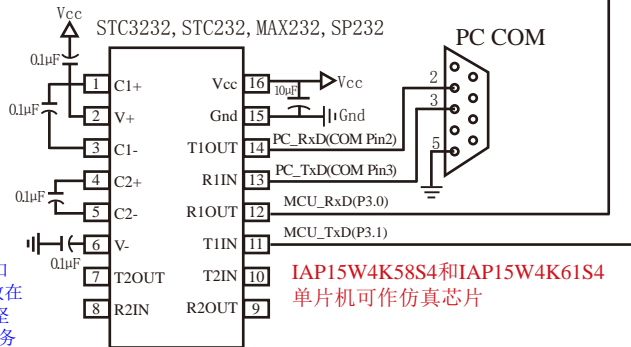 Vcc
STC3232, STC232, MAX232, SP232
PC COM
0.1μF
1 C1+ Vcc 16 Vcc
0.1μF 10μF
2 V+ Gnd 15 Gnd
3 C1- T1OUT 14 PC_RxD(COM Pin2)
4 C2+ R1IN 13 PC_TxD(COM Pin3)
0.1μF
5 C2- R1OUT 12 MCU_RxD(P3.0)
6 V- T1IN 11 MCU_TxD(P3.1)
0.1μF
7 T2OUT T2IN 10
8 R2IN R2OUT 9
2
3
5
IAP15W4K58S4和IAP15W4K61S4
单片机可作仿真芯片
在
务